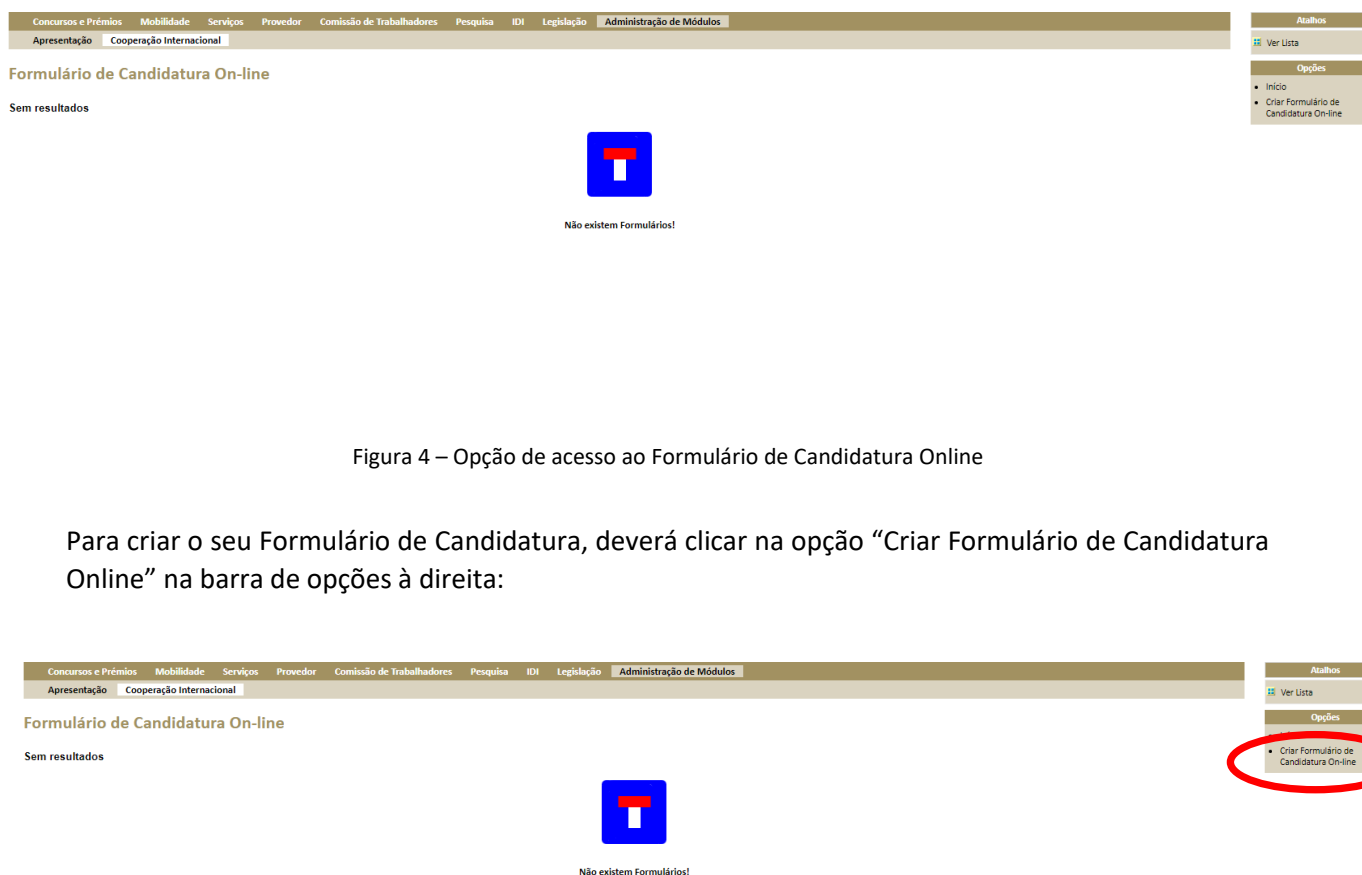 Concursos e Prémios Mobilidade Serviços Provedor Comissão de Trabalhadores Pesquisa IDI Legislação Administração de Módulos
Apresentação Cooperação Internacional
Atalhos
Ver Lista
Opções
Início
Criar Formulário de
Candidatura On-line
Formulário de Candidatura On-line
Sem resultados
Não existem Formulários!
Figura 4 – Opção de acesso ao Formulário de Candidatura Online
Para criar o seu Formulário de Candidatura, deverá clicar na opção “Criar Formulário de Candidatura
Online” na barra de opções à direita:
Concursos e Prémios Mobilidade Serviços Provedor Comissão de Trabalhadores Pesquisa IDI Legislação Administração de Módulos
Apresentação Cooperação Internacional
Atalhos
Ver Lista
Opções
Criar Formulário de
Candidatura On-line
Formulário de Candidatura On-line
Sem resultados
Não existem Formulários!